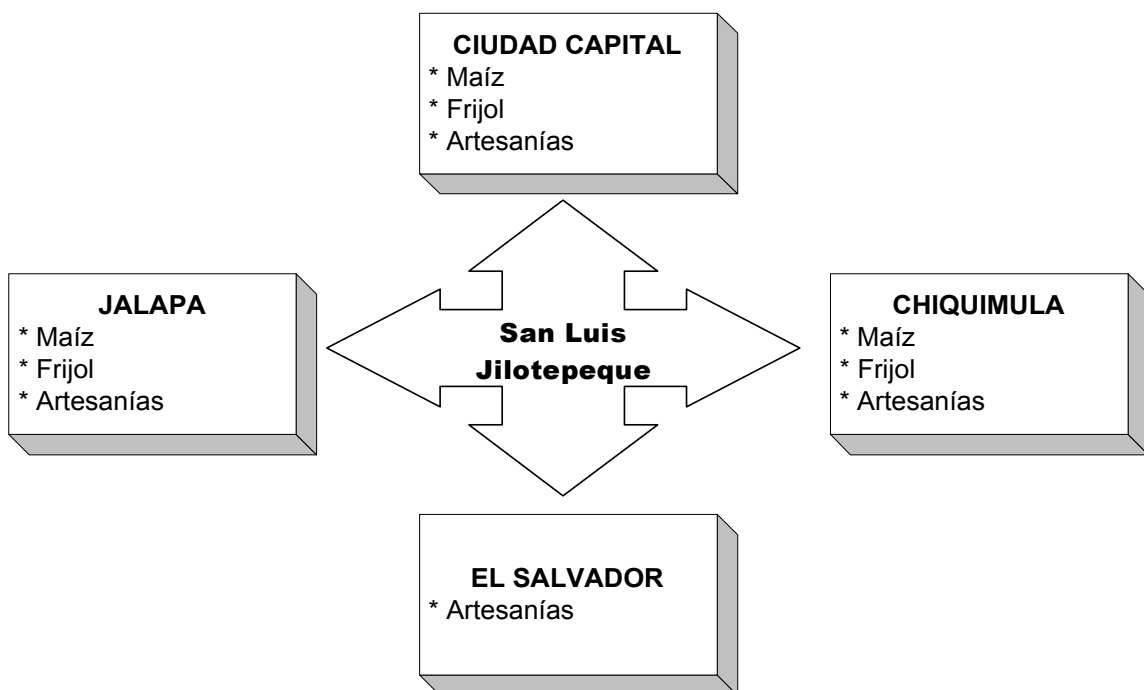 CIUDAD CAPITAL
* Maíz
* Frijol
* Artesanías
JALAPA
* Maíz
* Frijol
* Artesanías
San Luis
Jilotepeque
CHIQUIMULA
* Maíz
* Frijol
* Artesanías
EL SALVADOR
* Artesanías